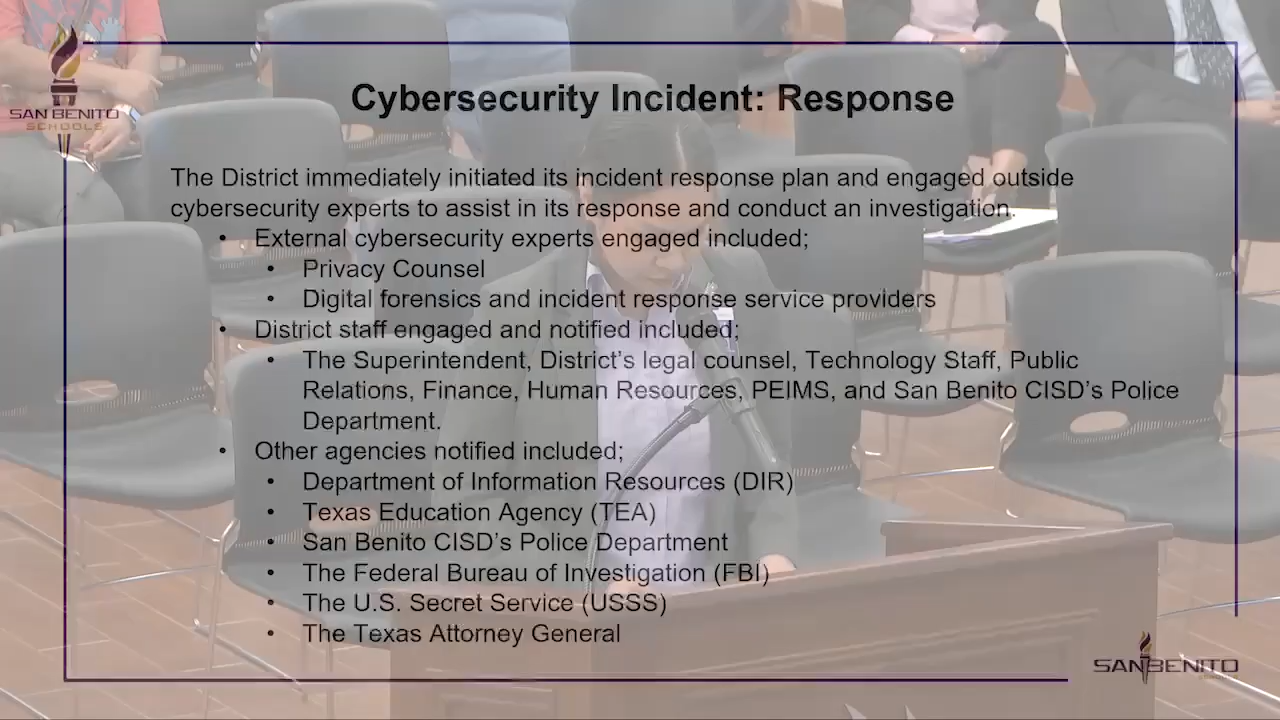 Cybersecurity Incident: Response
SAN BENITO
SCHOOLS
The District immediately initiated its incident response plan and engaged outside
cybersecurity experts to assist in its response and conduct an investigation.
• External cybersecurity experts engaged included;
• Privacy Counsel
• Digital forensics and incident response service providers
• District staff engaged and notified included;
• The Superintendent, District's legal counsel, Technology Staff, Public
Relations, Finance, Human Resources, PEIMS, and San Benito CISD's Police
Department.
• Other agencies notified included;
• Department of Information Resources (DIR)
• Texas Education Agency (TEA)
• San Benito CISD's Police Department
• The Federal Bureau of Investigation (FBI)
• The U.S. Secret Service (USSS)
• The Texas Attorney General
SAN BENITO